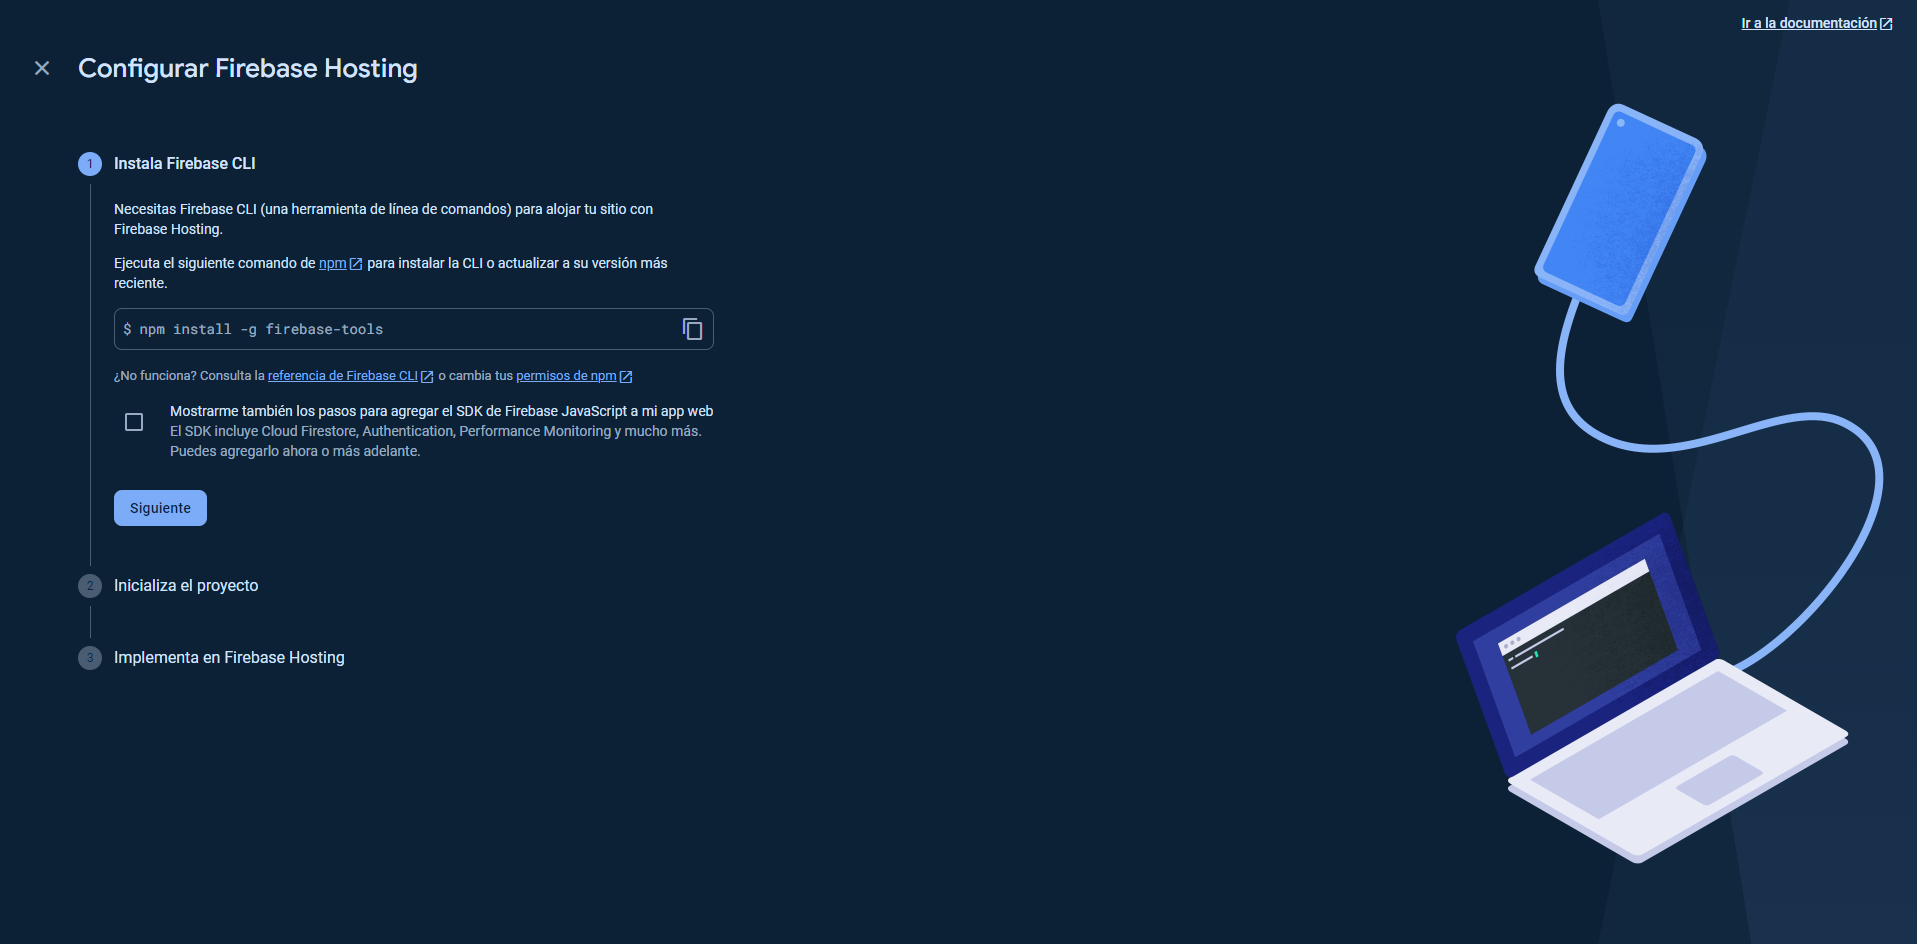 Ir a la documentación
Configurar Firebase Hosting
1 Instala Firebase CLI
Necesitas Firebase CLI (una herramienta de línea de comandos) para alojar tu sitio con
Firebase Hosting.
Ejecuta el siguiente comando de npm para instalar la CLI o actualizar a su versión más
reciente.
$ npm install -g firebase-tools
¿No funciona? Consulta la referencia de Firebase CLI o cambia tus permisos de npm
Mostrarme también los pasos para agregar el SDK de Firebase JavaScript a mi app web
El SDK incluye Cloud Firestore, Authentication, Performance Monitoring y mucho más.
Puedes agregarlo ahora o más adelante.
Siguiente
2 Inicializa el proyecto
3 Implementa en Firebase Hosting